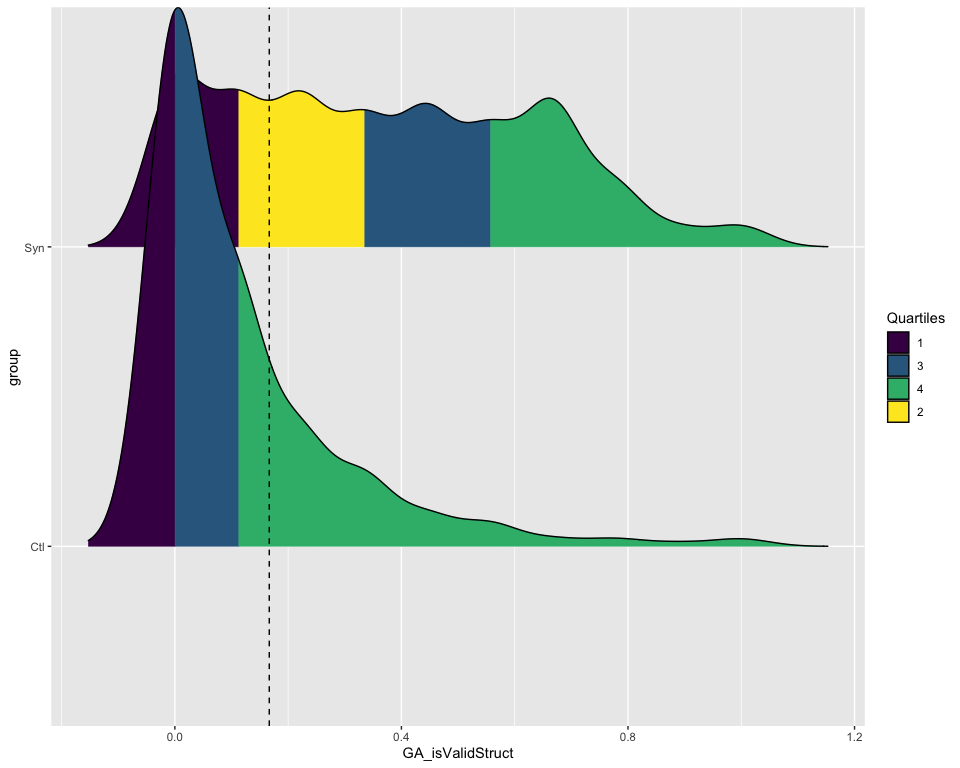 group
Syn
Ctl
0.0
0.4
0.8
1.2
GA_isValidStruct
Quartiles
1
3
4
2